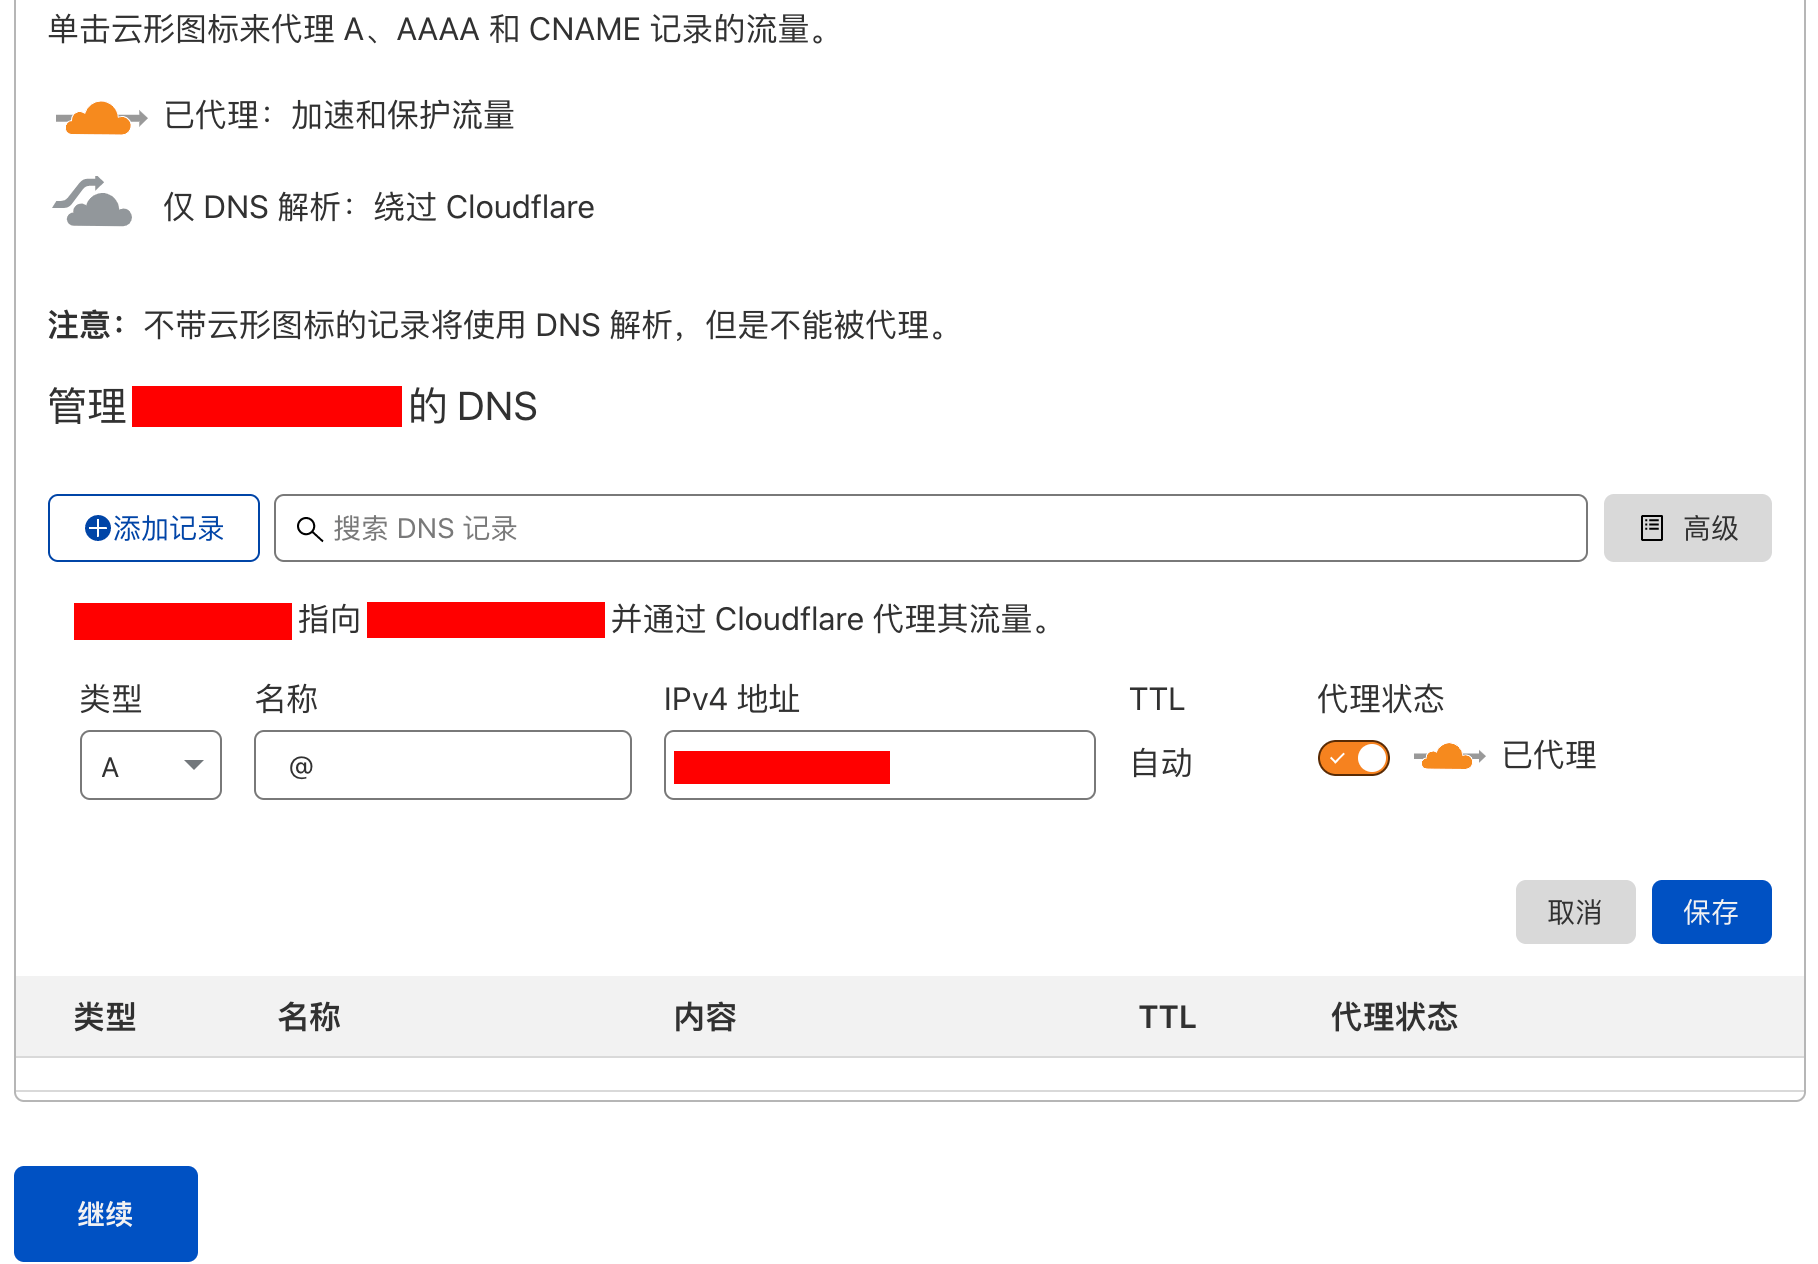 单击云形图标来代理 A、AAAA 和 CNAME 记录的流量。
已代理：加速和保护流量
仅 DNS 解析：绕过 Cloudflare
注意：不带云形图标的记录将使用 DNS 解析，但是不能被代理。
管理 的 DNS
添加记录 搜索 DNS 记录 高级
指向 并通过 Cloudflare 代理其流量。
类型 名称 IPv4 地址 TTL 代理状态
A @ 自动 已代理
取消 保存
类型 名称 内容 TTL 代理状态
继续